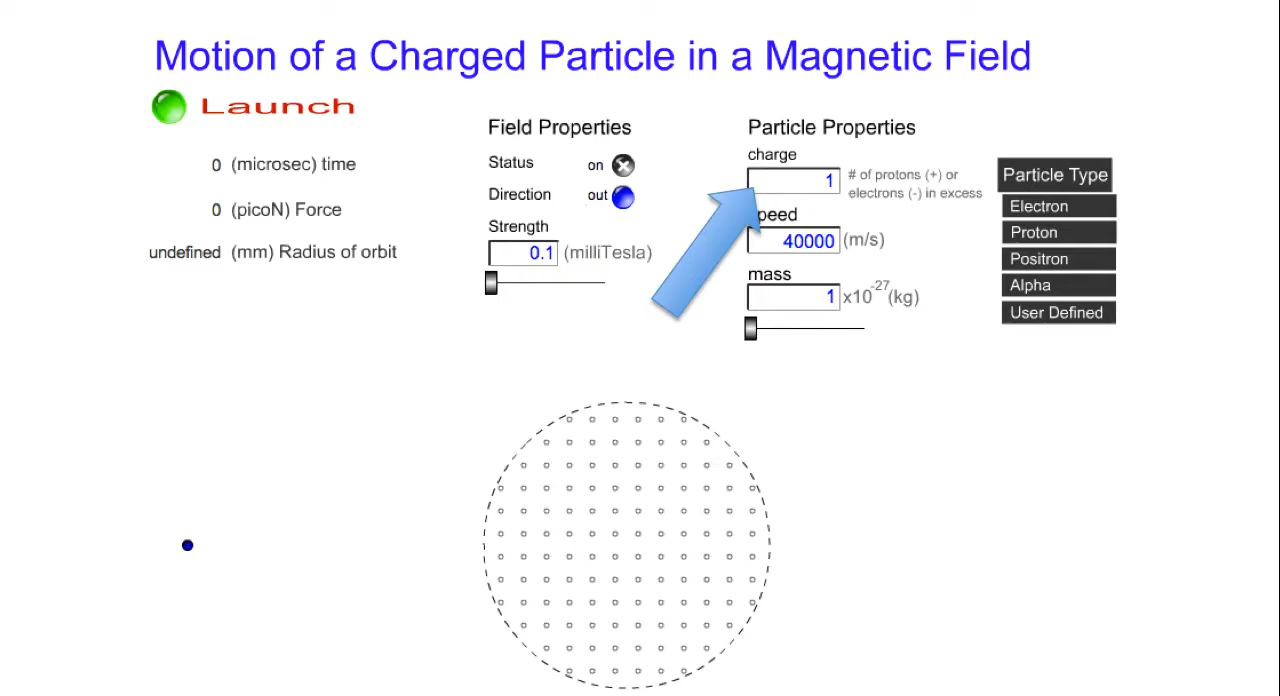 Motion of a Charged Particle in a Magnetic Field
Launch
0 (microsec) time
0 (picoN) Force
undefined (mm) Radius of orbit
Field Properties
Status on
Direction out
Strength
0.1 (milliTesla)
Particle Properties
charge
1 # of protons (+) or
electrons (-) in excess
peed
40000 (m/s)
mass
1 x10-27(kg)
Particle Type
Electron
Proton
Positron
Alpha
User Defined